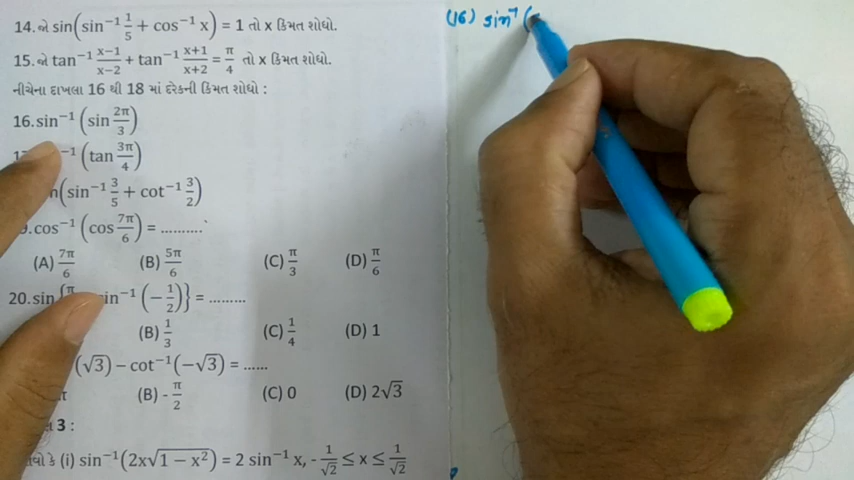 14. જો sin(sin⁻¹ 1/5 + cos⁻¹ x) = 1 તો x કિંમત શોધો.
15. જો tan⁻¹ x−1/x−2 + tan⁻¹ x+1/x+2 = π/4 તો x કિંમત શોધો.
નીચેના દાખલા 16 થી 18 માં દરેકની કિંમત શોધો :
16. sin⁻¹ (sin 2π/3)
⁻¹ (tan 3π/4)
(sin⁻¹ 3/5 + cot⁻¹ 3/2)
cos⁻¹ (cos 7π/6) = ..........
(A) 7π/6 (B) 5π/6 (C) π/3 (D) π/6
20. sin {π in⁻¹ (−1/2)} = .........
(B) 1/3 (C) 1/4 (D) 1
(√3) − cot⁻¹(−√3) = ......
(B) - π/2 (C) 0 (D) 2√3
3 :
કે (i) sin⁻¹(2x√1 − x²) = 2 sin⁻¹ x, - 1/√2 ≤ x ≤ 1/√2
(16) sin⁻¹ (